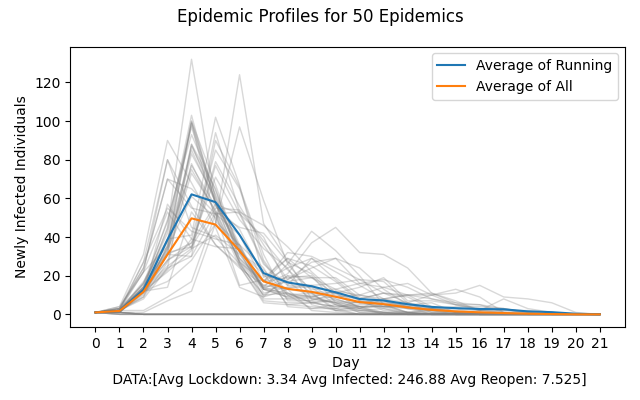 Epidemic Profiles for 50 Epidemics
Average of Running
Average of All
Newly Infected Individuals
120
100
80
60
40
20
0
0 1 2 3 4 5 6 7 8 9 10 11 12 13 14 15 16 17 18 19 20 21
Day
DATA:[Avg Lockdown: 3.34 Avg Infected: 246.88 Avg Reopen: 7.525]